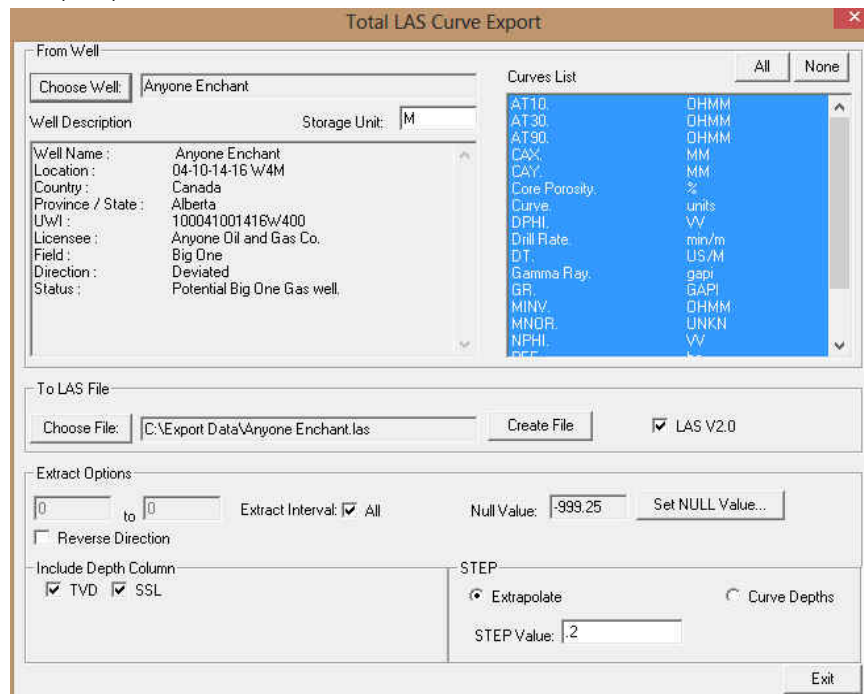 Total LAS Curve Export
From Well
Choose Well: Anyone Enchant
Well Description Storage Unit: M
Well Name : Anyone Enchant
Location : 04-10-14-16 W4M
Country : Canada
Province / State : Alberta
UWI : 100041001416W400
Licensee : Anyone Oil and Gas Co.
Field : Big One
Direction : Deviated
Status : Potential Big One Gas well.
Curves List All None
AT10. OHMM
AT30. OHMM
AT90. OHMM
CAX. MM
CAY. MM
Core Porosity. %
Curve. units
DPHI. VV
Drill Rate. min/m
DT. US/M
Gamma Ray. gapi
GR. GAPI
MINV. OHMM
MNOR. UNKN
NPHI. VV
To LAS File
Choose File: C:\Export Data\Anyone Enchant.las Create File LAS V2.0
Extract Options
0 to 0 Extract Interval: All Null Value: -999.25 Set NULL Value...
Reverse Direction
Include Depth Column
TVD SSL
STEP
Extrapolate Curve Depths
STEP Value: .2
Exit